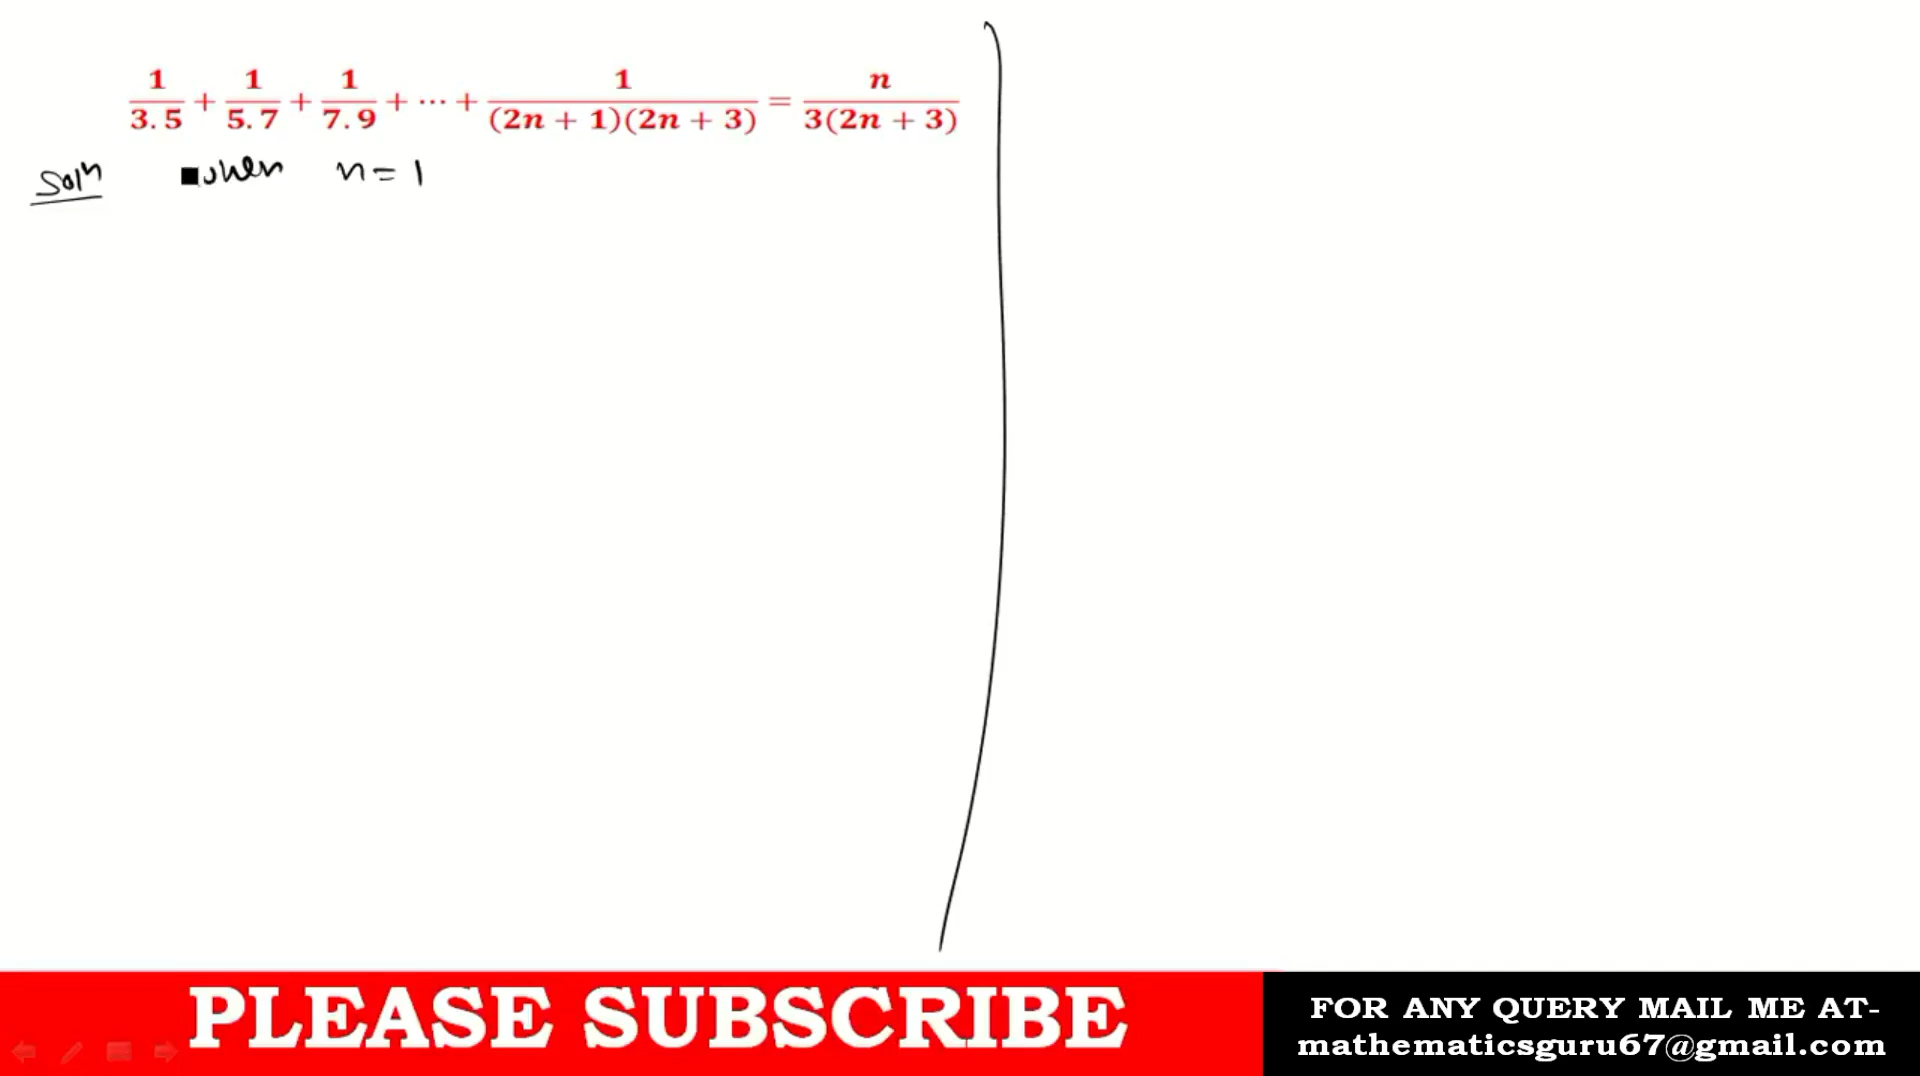 1/3.5 + 1/5.7 + 1/7.9 + ⋯ + 1/(2n + 1)(2n + 3) = n/3(2n + 3)
Solⁿ when n = 1
PLEASE SUBSCRIBE
FOR ANY QUERY MAIL ME AT-
mathematicsguru67@gmail.com